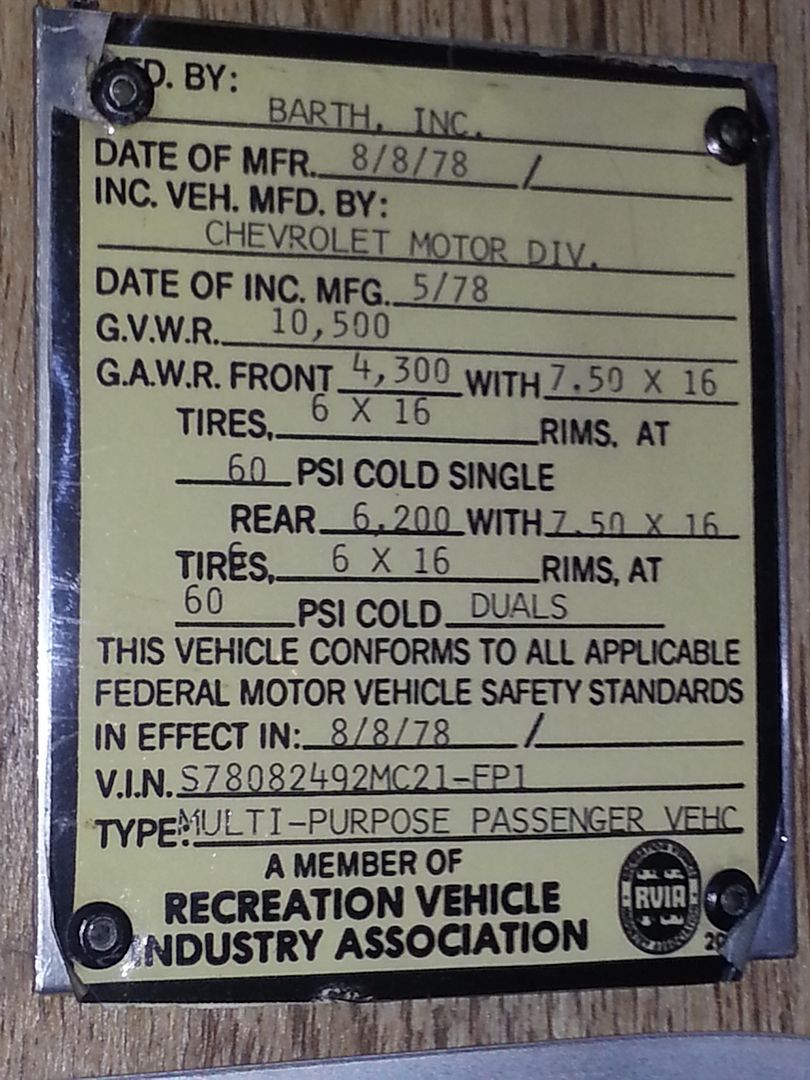 MFD. BY:
BARTH, INC.
DATE OF MFR. 8/8/78 /
INC. VEH. MFD. BY:
CHEVROLET MOTOR DIV.
DATE OF INC. MFG. 5/78
G.V.W.R. 10,500
G.A.W.R. FRONT 4,300 WITH 7.50 X 16
TIRES, 6 X 16 RIMS, AT
60 PSI COLD SINGLE
REAR 6,200 WITH 7.50 X 16
TIRES, 6 X 16 RIMS, AT
60 PSI COLD DUALS
THIS VEHICLE CONFORMS TO ALL APPLICABLE
FEDERAL MOTOR VEHICLE SAFETY STANDARDS
IN EFFECT IN: 8/8/78 /
V.I.N. S78082492MC21-FP1
TYPE: MULTI-PURPOSE PASSENGER VEHC
A MEMBER OF
RECREATION VEHICLE
INDUSTRY ASSOCIATION
RVIA